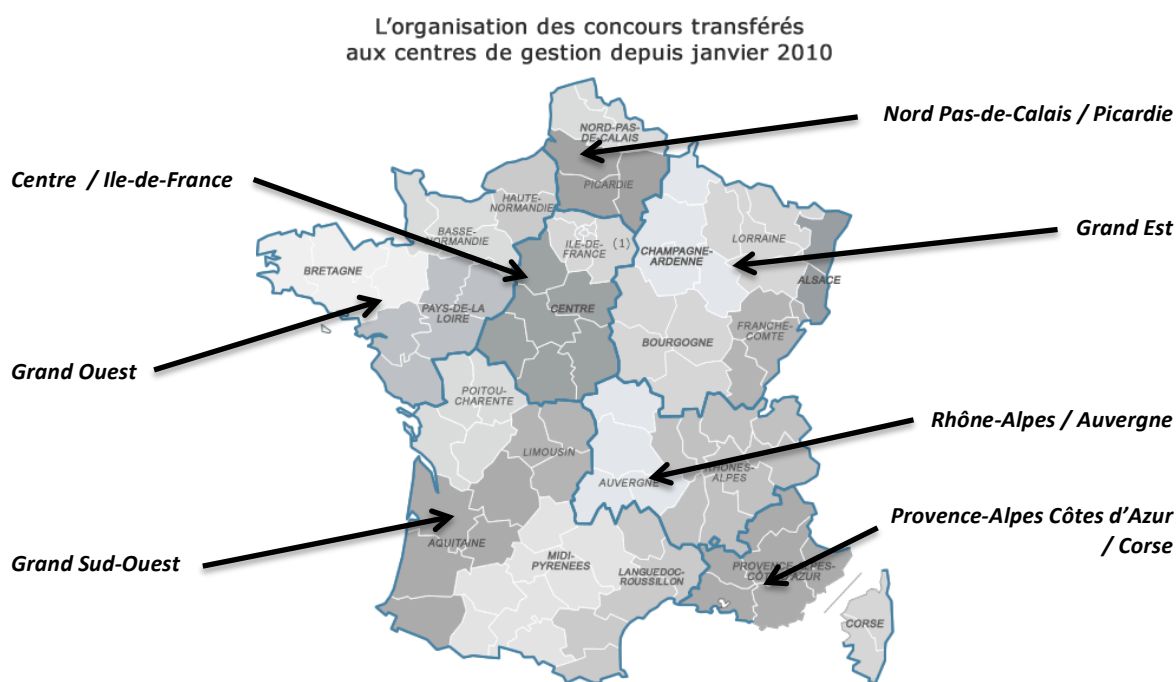 L’organisation des concours transférés
aux centres de gestion depuis janvier 2010
Nord Pas-de-Calais / Picardie
NORD-PAS-
DE-CALAIS
Centre / Ile-de-France
PICARDIE
HAUTE-
NORMANDIE
BASSE-
NORMANDIE
ILE-DE-
FRANCE
(1)
CHAMPAGNE-
ARDENNE
LORRAINE
Grand Est
BRETAGNE
ALSACE
PAYS-DE-LA
LOIRE
CENTRE
FRANCHE-
COMTE
BOURGOGNE
Grand Ouest
POITOU-
CHARENTE
Rhône-Alpes / Auvergne
LIMOUSIN
RHONES-
ALPES
AUVERGNE
Provence-Alpes Côtes d’Azur
/ Corse
AQUITAINE
Grand Sud-Ouest
MIDI-
PYRENEES
LANGUEDOC-
ROUSSILLON
PROVENCE-ALPES-
CÔTE D'AZUR
CORSE